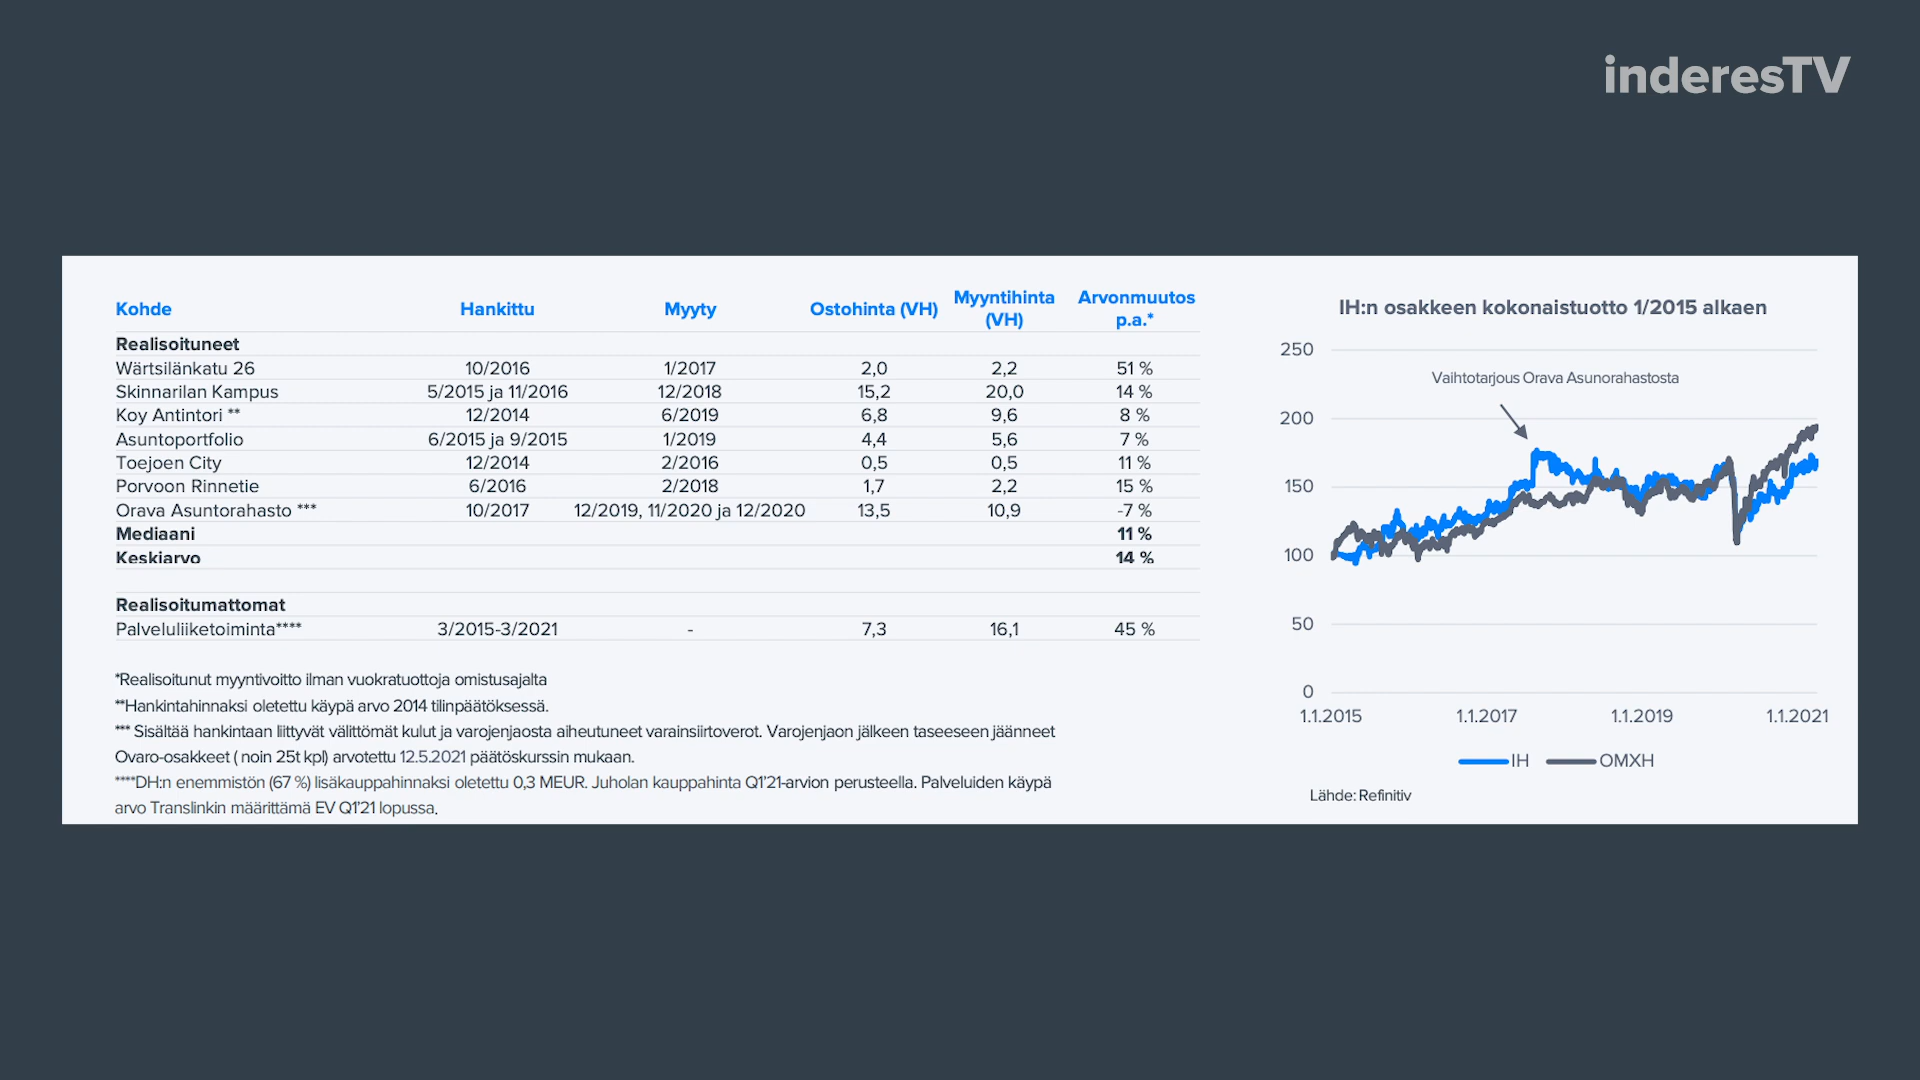 inderesTV
Kohde Hankittu Myyty Ostohinta (VH) Myyntihinta (VH) Arvonmuutos p.a.*
Realisoituneet
Wärtsilänkatu 26 10/2016 1/2017 2,0 2,2 51 %
Skinnarilan Kampus 5/2015 ja 11/2016 12/2018 15,2 20,0 14 %
Koy Antintori ** 12/2014 6/2019 6,8 9,6 8 %
Asuntoportfolio 6/2015 ja 9/2015 1/2019 4,4 5,6 7 %
Toejoen City 12/2014 2/2016 0,5 0,5 11 %
Porvoon Rinnetie 6/2016 2/2018 1,7 2,2 15 %
Orava Asuntorahasto *** 10/2017 12/2019, 11/2020 ja 12/2020 13,5 10,9 -7 %
Mediaani 11 %
Keskiarvo 14 %
Realisoitumattomat
Palveluliiketoiminta**** 3/2015-3/2021 - 7,3 16,1 45 %
*Realisoitunut myyntivoitto ilman vuokratuottoja omistusajalta
**Hankintahinnaksi oletettu käypä arvo 2014 tilinpäätöksessä.
*** Sisältää hankintaan liittyvät välittömät kulut ja varojenjaosta aiheutuneet varainsiirtoverot. Varojenjaon jälkeen taseeseen jäänneet
Ovaro-osakkeet ( noin 25t kpl) arvotettu 12.5.2021 päätöskurssin mukaan.
****DH:n enemmistön (67 %) lisäkauppahinnaksi oletettu 0,3 MEUR. Juholan kauppahinta Q1'21-arvion perusteella. Palveluiden käypä
arvo Translinkin määrittämä EV Q1'21 lopussa.
IH:n osakkeen kokonaistuotto 1/2015 alkaen
250
Vaihtotarjous Orava Asunorahastosta
200
150
100
50
0
1.1.2015 1.1.2017 1.1.2019 1.1.2021
IH OMXH
Lähde: Refinitiv